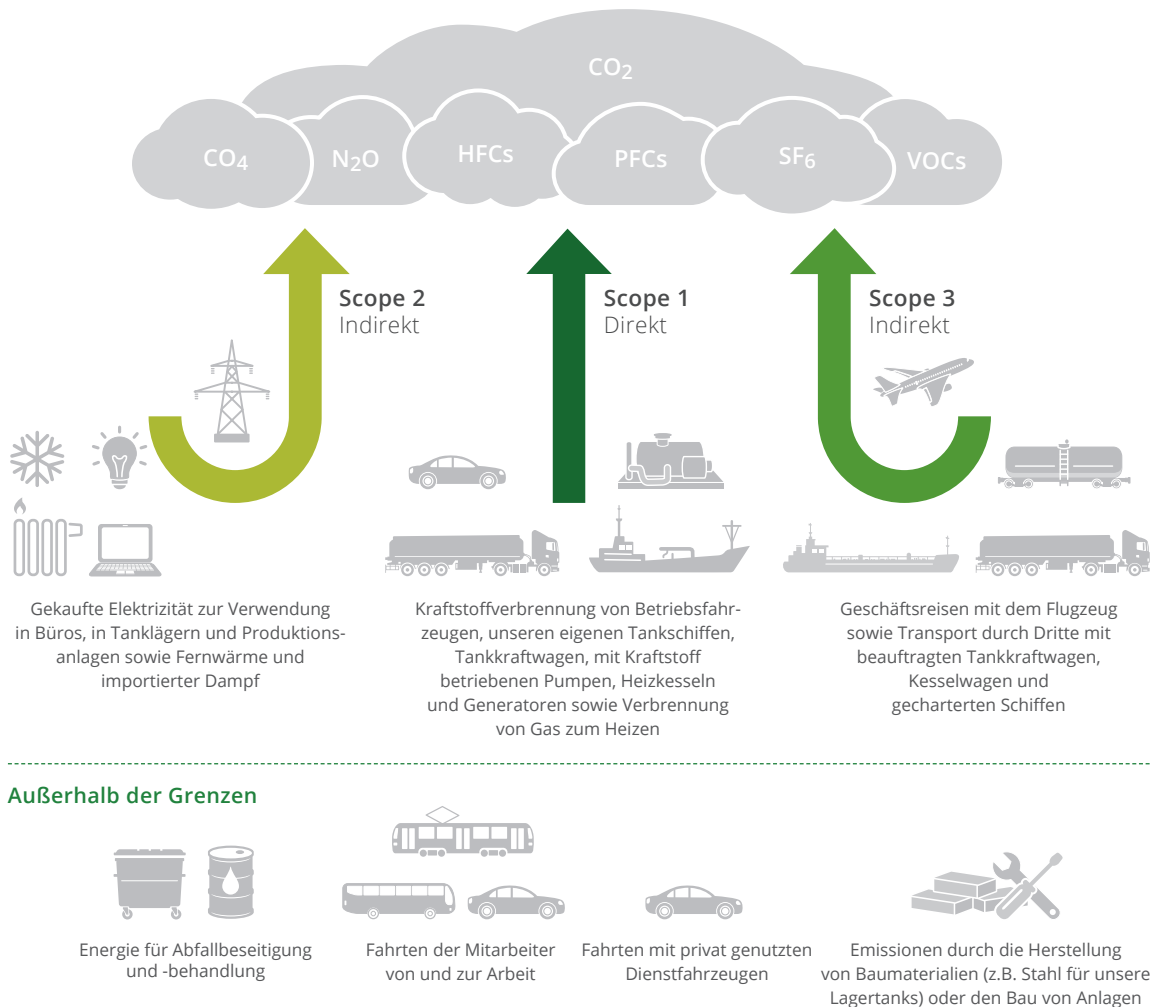 CO₂
CO₄
N₂O
HFCs
PFCs
SF₆
VOCs
Scope 2
Indirekt
Scope 1
Direkt
Scope 3
Indirekt
Gekaufte Elektrizität zur Verwendung
in Büros, in Tanklägern und Produktions-
anlagen sowie Fernwärme und
importierter Dampf
Kraftstoffverbrennung von Betriebsfahr-
zeugen, unseren eigenen Tankschiffen,
Tankkraftwagen, mit Kraftstoff
betriebenen Pumpen, Heizkesseln
und Generatoren sowie Verbrennung
von Gas zum Heizen
Geschäftsreisen mit dem Flugzeug
sowie Transport durch Dritte mit
beauftragten Tankkraftwagen,
Kesselwagen und
gecharterten Schiffen
Außerhalb der Grenzen
Energie für Abfallbeseitigung
und -behandlung
Fahrten der Mitarbeiter
von und zur Arbeit
Fahrten mit privat genutzten
Dienstfahrzeugen
Emissionen durch die Herstellung
von Baumaterialien (z.B. Stahl für unsere
Lagertanks) oder den Bau von Anlagen